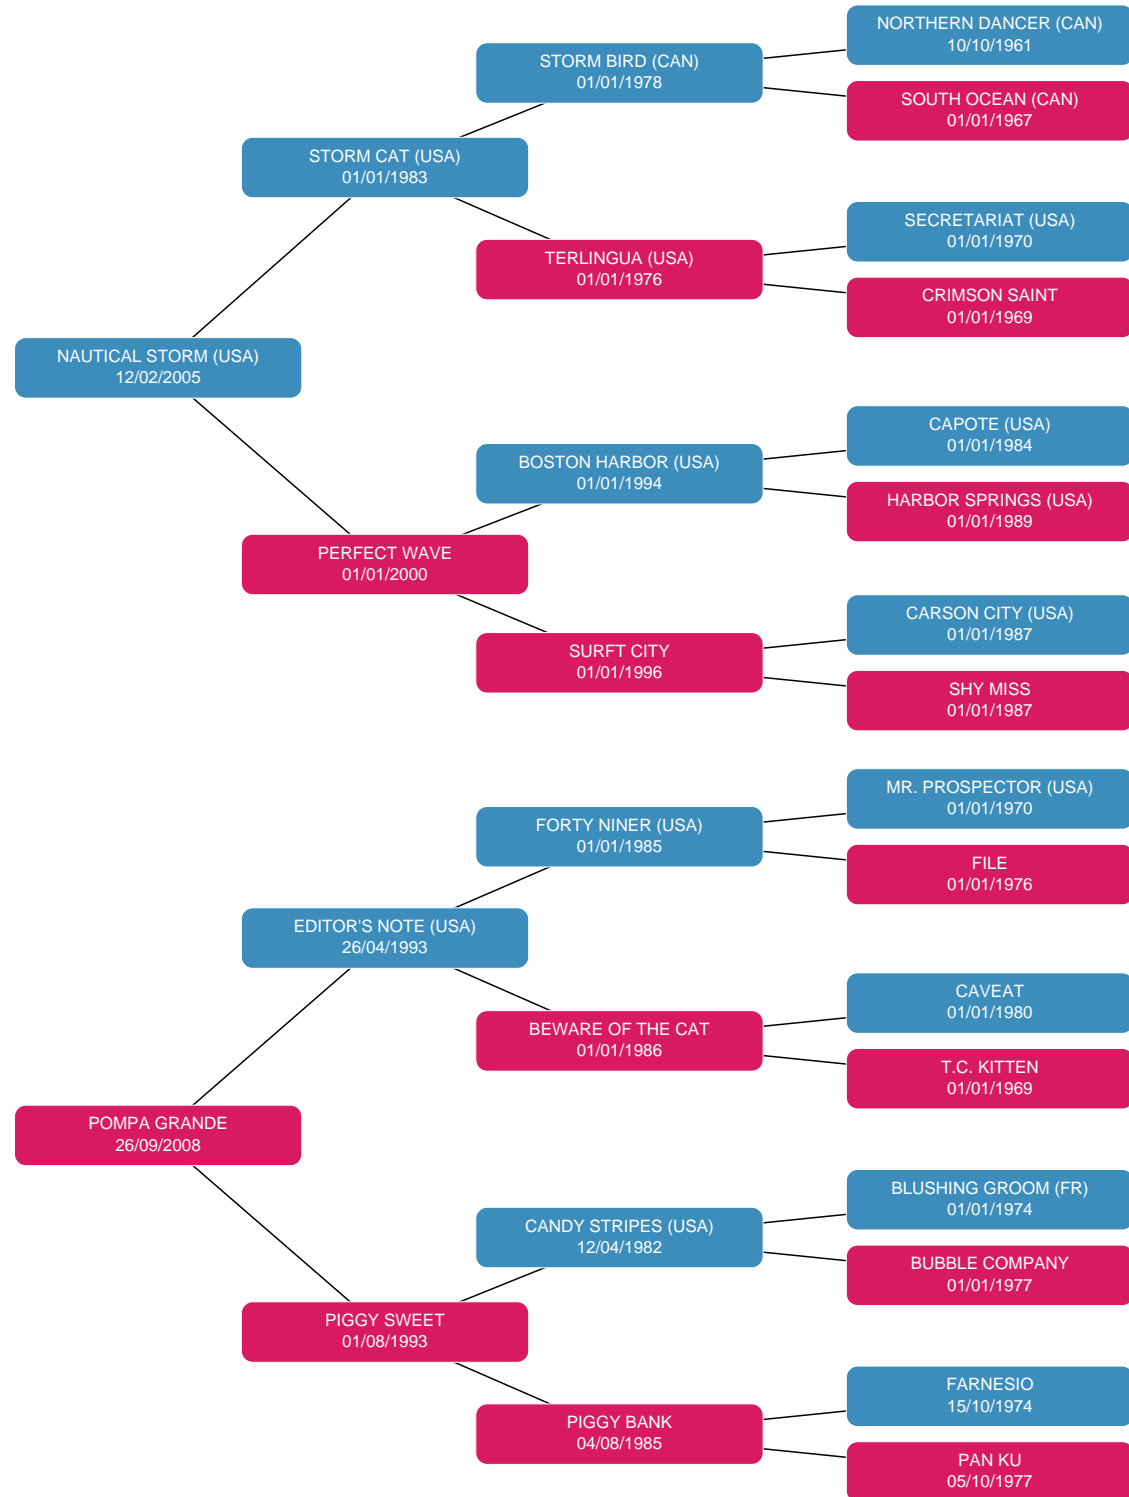 NORTHERN DANCER (CAN)
10/10/1961
STORM BIRD (CAN)
01/01/1978
SOUTH OCEAN (CAN)
01/01/1967
STORM CAT (USA)
01/01/1983
SECRETARIAT (USA)
01/01/1970
TERLINGUA (USA)
01/01/1976
CRIMSON SAINT
01/01/1969
NAUTICAL STORM (USA)
12/02/2005
CAPOTE (USA)
01/01/1984
BOSTON HARBOR (USA)
01/01/1994
HARBOR SPRINGS (USA)
01/01/1989
PERFECT WAVE
01/01/2000
CARSON CITY (USA)
01/01/1987
SURFT CITY
01/01/1996
SHY MISS
01/01/1987
MR. PROSPECTOR (USA)
01/01/1970
FORTY NINER (USA)
01/01/1985
FILE
01/01/1976
EDITOR'S NOTE (USA)
26/04/1993
CAVEAT
01/01/1980
BEWARE OF THE CAT
01/01/1986
T.C. KITTEN
01/01/1969
POMPA GRANDE
26/09/2008
BLUSHING GROOM (FR)
01/01/1974
CANDY STRIPES (USA)
12/04/1982
BUBBLE COMPANY
01/01/1977
PIGGY SWEET
01/08/1993
FARNESIO
15/10/1974
PIGGY BANK
04/08/1985
PAN KU
05/10/1977